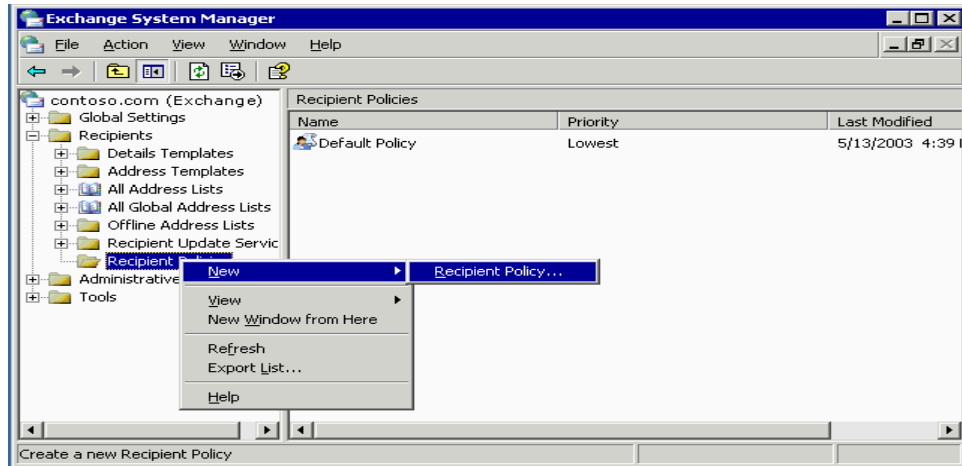 Exchange System Manager
File Action View Window Help
contoso.com (Exchange)
Global Settings
Recipients
Details Templates
Address Templates
All Address Lists
All Global Address Lists
Offline Address Lists
Recipient Update Servic
Recipient
Administrative
Tools
Recipient Policies
Name Priority Last Modified
Default Policy Lowest 5/13/2003 4:39
New
Recipient Policy...
View
New Window from Here
Refresh
Export List...
Help
Create a new Recipient Policy